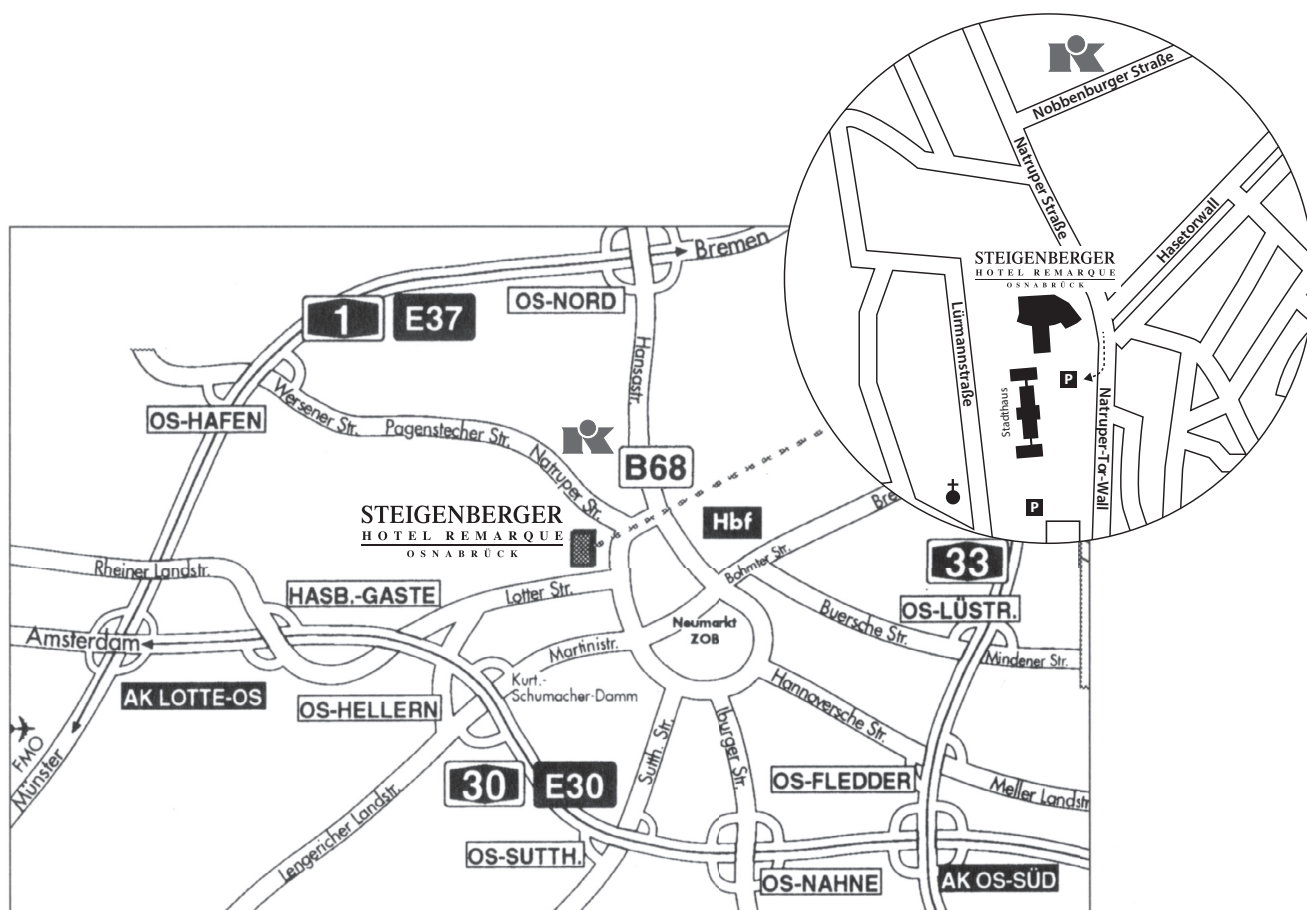 Nobbenburger Straße
Natruper Straße
Hasetorwall
STEIGENBERGER
HOTEL REMARQUE
OSNABRÜCK
Lürmannstraße
Stadthaus
P
Natruper-Tor-Wall
P
Bremen
OS-NORD
1
E37
Hansastr.
OS-HAFEN
Wersener Str.
Pagenstecher Str.
Natruper Str.
B68
Hbf
STEIGENBERGER
HOTEL REMARQUE
OSNABRÜCK
Bre
33
Rheiner Landstr.
HASB.-GASTE
Lotter Str.
Bohmter Str.
OS-LÜSTR.
Buersche Str.
Neumarkt
ZOB
Amsterdam
Martinistr.
Mindener Str.
AK LOTTE-OS
OS-HELLERN
Kurt.-
Schumacher-Damm
Hannoversche Str.
FMO
Münster
Sutth. Str.
Iburger Str.
30
E30
OS-FLEDDER
Meller Landstr
Lengericher Landstr.
OS-SUTTH.
OS-NAHNE
AK OS-SÜD